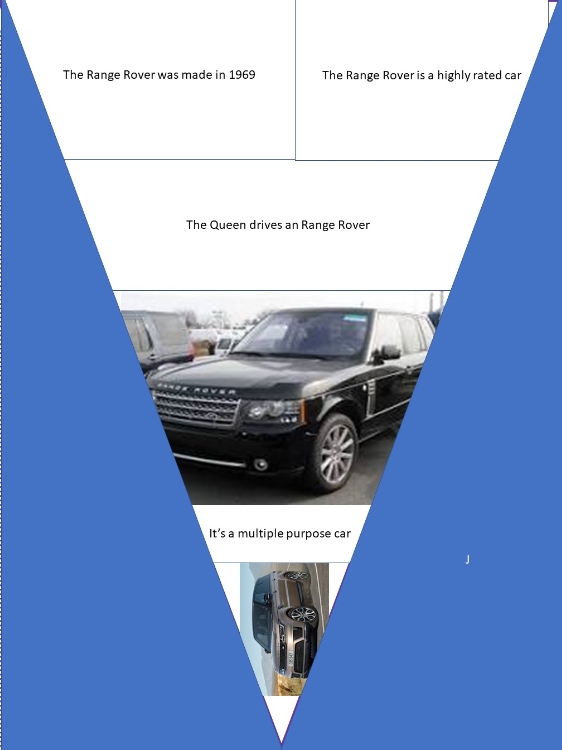 The Range Rover was made in 1969
The Range Rover is a highly rated car
The Queen drives an Range Rover
RANGE ROVER
It's a multiple purpose car
J